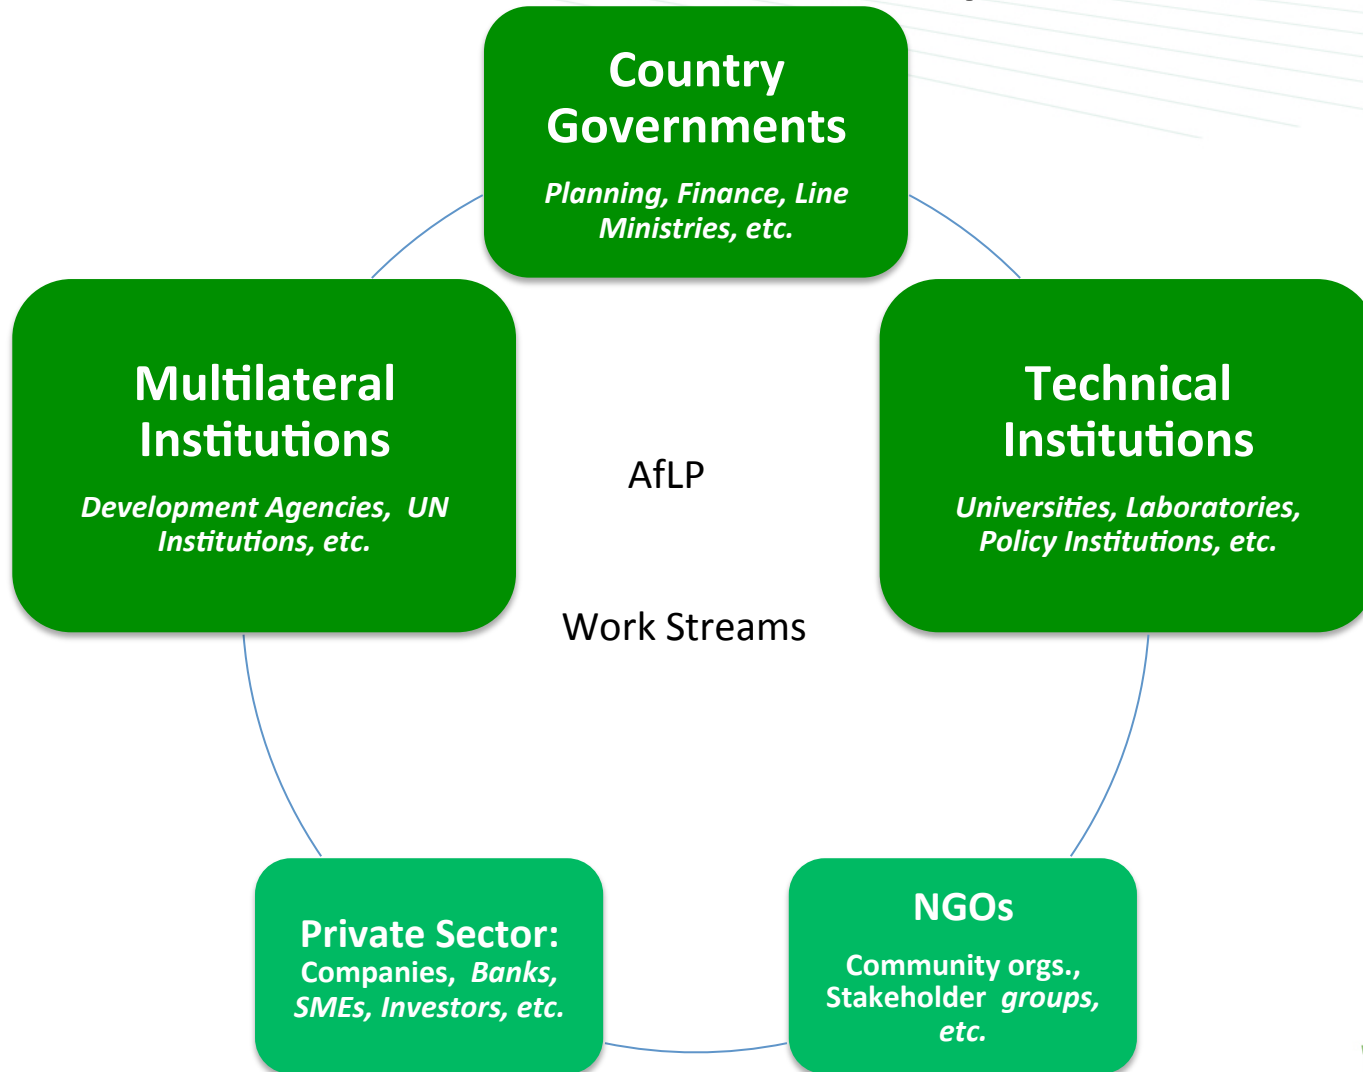 Country
Governments
Planning, Finance, Line
Ministries, etc.
Multilateral
Institutions
Development Agencies, UN
Institutions, etc.
Technical
Institutions
Universities, Laboratories,
Policy Institutions, etc.
AfLP
Work Streams
Private Sector:
Companies, Banks,
SMEs, Investors, etc.
NGOs
Community orgs.,
Stakeholder groups,
etc.